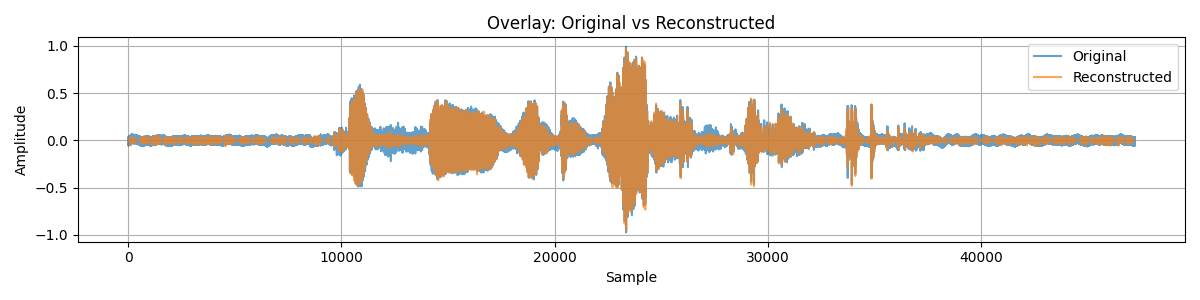 Overlay: Original vs Reconstructed
1.0
0.5
0.0
−0.5
−1.0
Amplitude
Original
Reconstructed
0 10000 20000 30000 40000
Sample